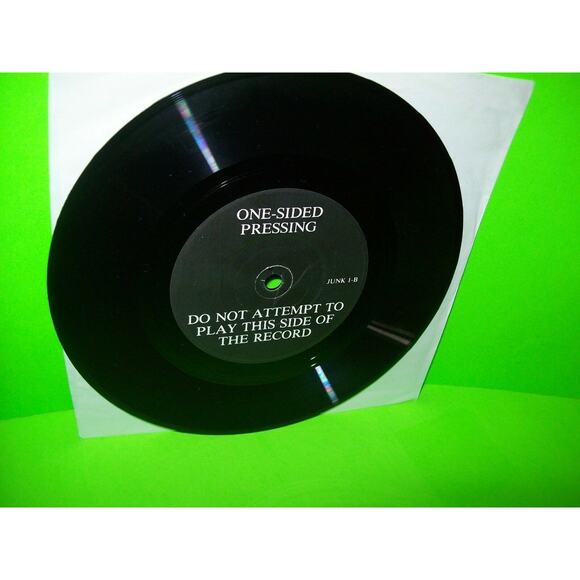 ONE-SIDED
PRESSING
JUNK 1-B
DO NOT ATTEMPT TO
PLAY THIS SIDE OF
THE RECORD